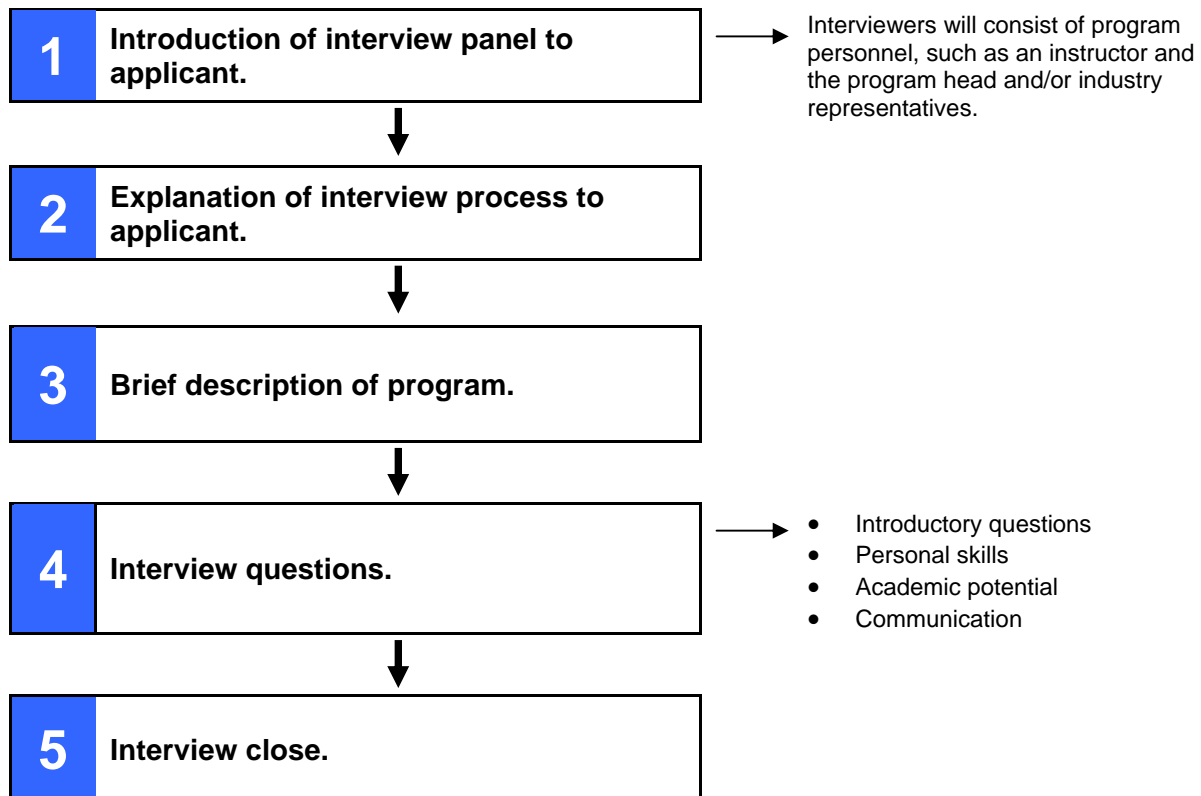 1
Introduction of interview panel to
applicant.
Interviewers will consist of program
personnel, such as an instructor and
the program head and/or industry
representatives.
2
Explanation of interview process to
applicant.
3
Brief description of program.
4
Interview questions.
• Introductory questions
• Personal skills
• Academic potential
• Communication
5
Interview close.